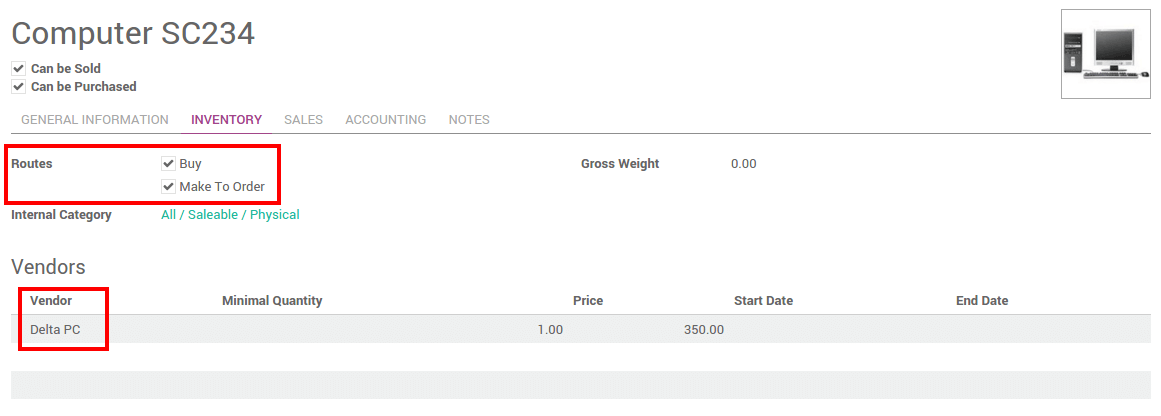 Computer SC234
Can be Sold
Can be Purchased
GENERAL INFORMATION INVENTORY SALES ACCOUNTING NOTES
Routes Buy Gross Weight 0.00
Make To Order
Internal Category All / Saleable / Physical
Vendors
Vendor Minimal Quantity Price Start Date End Date
Delta PC 1.00 350.00